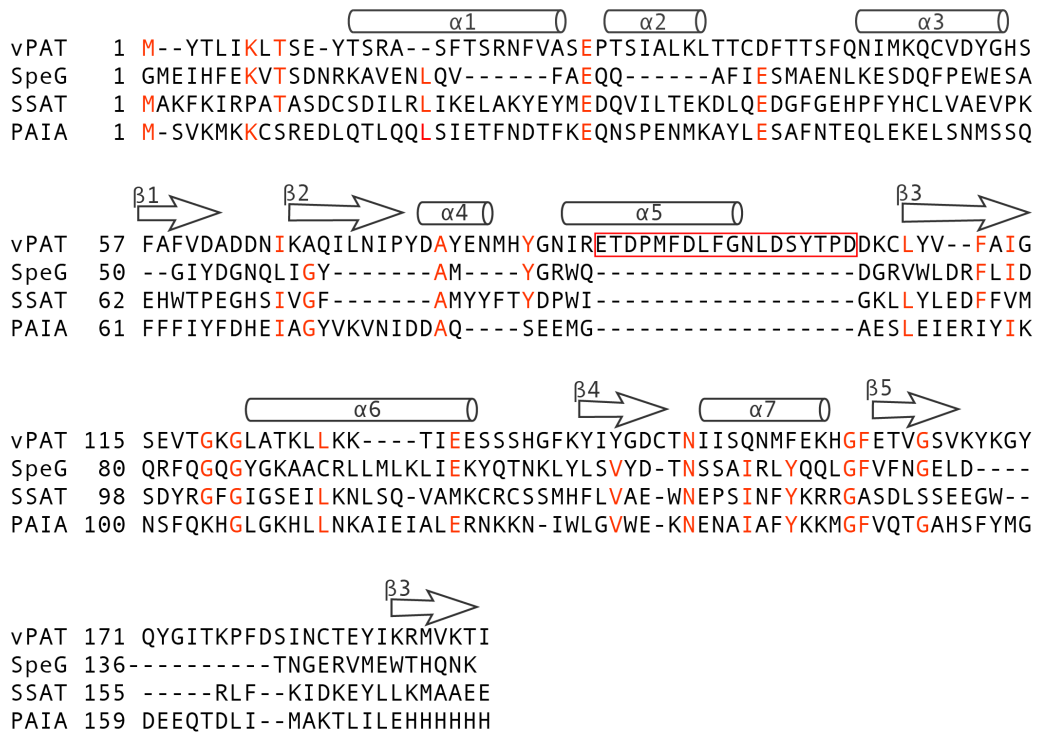 α1 α2 α3
vPAT 1 M--YTLIKLTSE-YTSRA--SFTSRNFVASEPTSIALKLTTCDFTTSFQNIMKQCVDYGHS
SpeG 1 GMEIHFEKVTSDNRKAVENLQV------FAEQQ------AFIESMAENLKESDQFPEWESA
SSAT 1 MAKFKIRPATASDCSDILRLIKELAKYEYMEDQVILTEKDLQEDGFGEHPFYHCLVAEVPK
PAIA 1 M-SVKMKKCSREDLQTLQQLSIETFNDTFKEQNSPENMKAYLESAFNTEQLEKELSNMSSQ
β1 β2 α4 α5 β3
vPAT 57 FAFVDADDNIKAQILNIPYDAYENMHYGNIRETDPMFDLFGNLDSYTPDDKCLYV--FAIG
SpeG 50 --GIYDGNQLIGY-------AM----YGRWQ------------------DGRVWLDRFLID
SSAT 62 EHWTPEGHSIVGF-------AMYYFTYDPWI------------------GKLLYLEDFFVM
PAIA 61 FFFIYFDHEIAGYVKVNIDDAQ----SEEMG------------------AESLEIERIYIK
α6 β4 α7 β5
vPAT 115 SEVTGKGLATKLLKK----TIEESSSHGFKYIYGDCTNIISQNMFEKHGFETVGSVKYKGY
SpeG 80 QRFQGQGYGKAACRLLMLKLIEKYQTNKLYLSVYD-TNSSAIRLYQQLGFVFNGELD----
SSAT 98 SDYRGFGIGSEILKNLSQ-VAMKCRCSSMHFLVAE-WNEPSINFYKRRGASDLSSEEGW--
PAIA 100 NSFQKHGLGKHLLNKAIEIALERNKKN-IWLGVWE-KNENAIAFYKKMGFVQTGAHSFYMG
β3
vPAT 171 QYGITKPFDSINCTEYIKRMVKTI
SpeG 136----------TNGERVMEWTHQNK
SSAT 155 -----RLF--KIDKEYLLKMAAEE
PAIA 159 DEEQTDLI--MAKTLILEHHHHHH